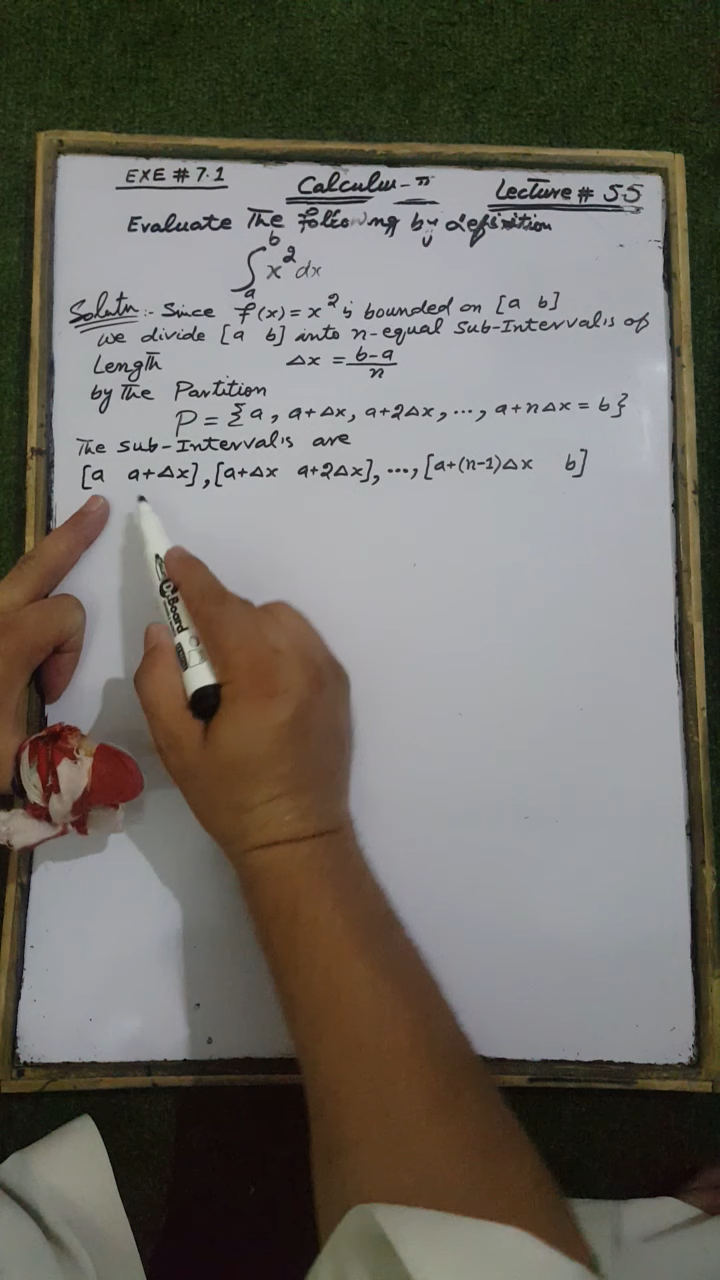 EXE # 7.1 Calculus-II Lecture # 55
Evaluate The following by definition
∫ₐᵇ x² dx
Solutn:- Since f(x) = x² is bounded on [a b]
we divide [a b] into n-equal Sub-Intervals of
Length Δx = (b-a)/n
by The Partition
P = {a, a+Δx, a+2Δx, ..., a+nΔx = b}
The sub-Intervals are
[a a+Δx], [a+Δx a+2Δx], ..., [a+(n-1)Δx b]
Board